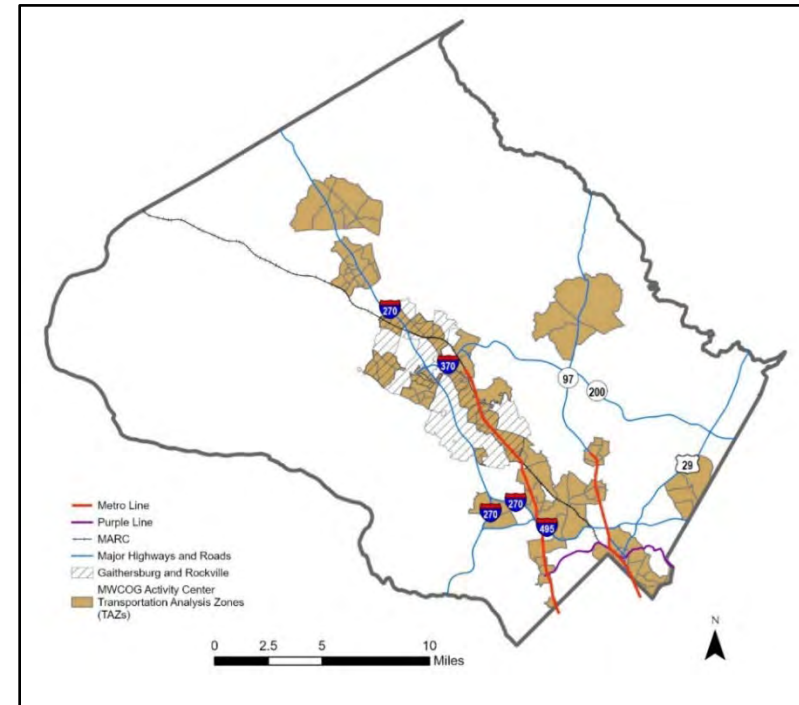 270
370
97
200
29
270
270
495
Metro Line
Purple Line
MARC
Major Highways and Roads
Gaithersburg and Rockville
MWCOG Activity Center
Transportation Analysis Zones
(TAZs)
N
0 2.5 5 10
Miles